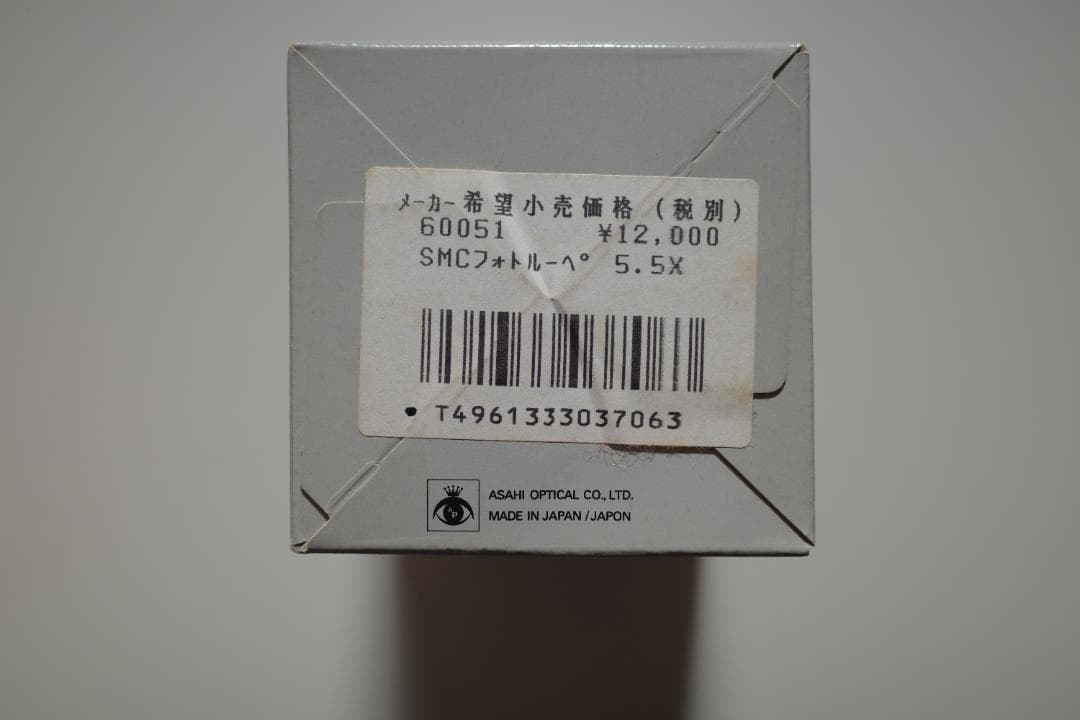 ﾒｰｶｰ希望小売価格（税別）
60051 ¥12,000
SMCﾌｫﾄﾙｰﾍﾟ 5.5X
T4961333037063
ASAHI OPTICAL CO., LTD.
MADE IN JAPAN / JAPON